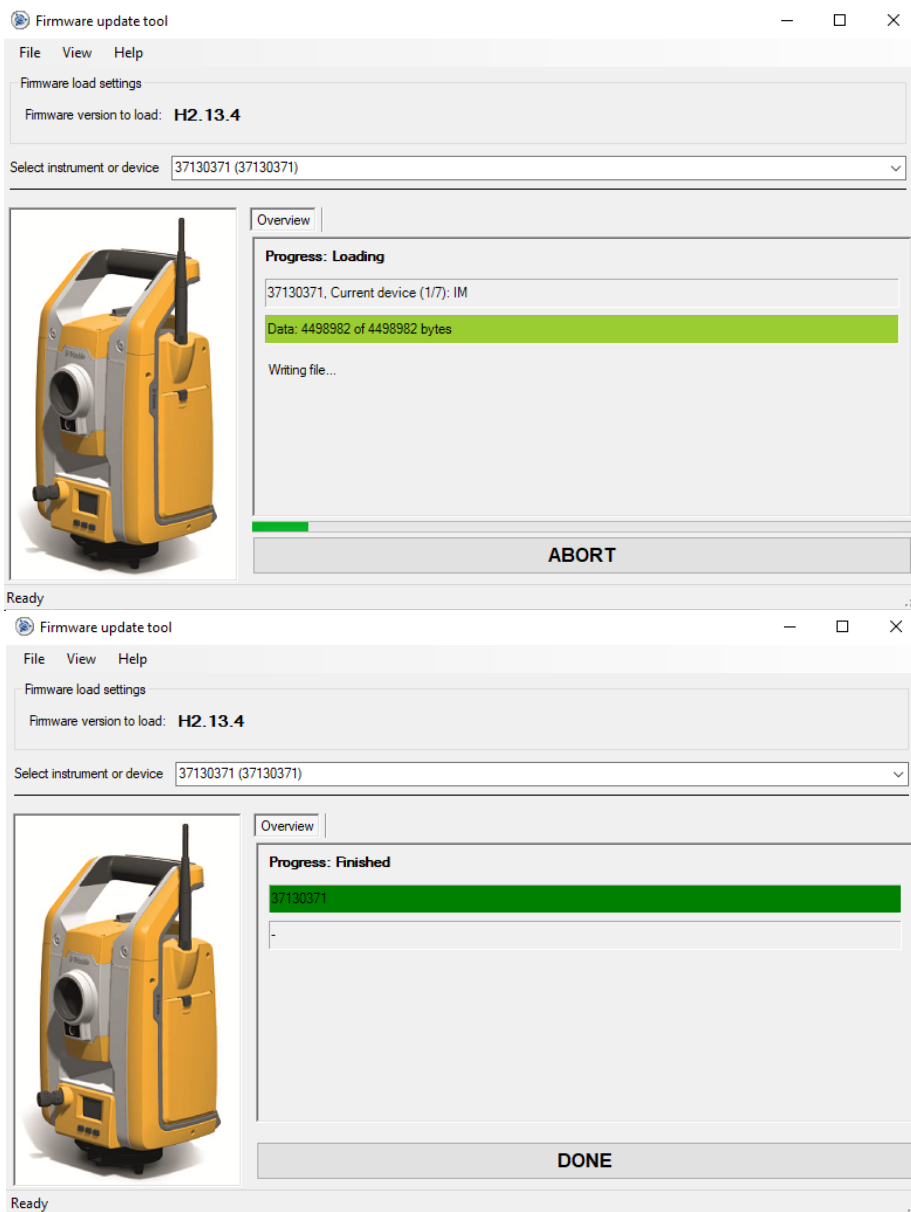 Firmware update tool
File View Help
Firmware load settings
Firmware version to load: H2.13.4
Select instrument or device 37130371 (37130371)
Overview
Progress: Loading
37130371, Current device (1/7): IM
Data: 4498982 of 4498982 bytes
Writing file...
ABORT
Ready
Firmware update tool
File View Help
Firmware load settings
Firmware version to load: H2.13.4
Select instrument or device 37130371 (37130371)
Overview
Progress: Finished
37130371
-
DONE
Ready